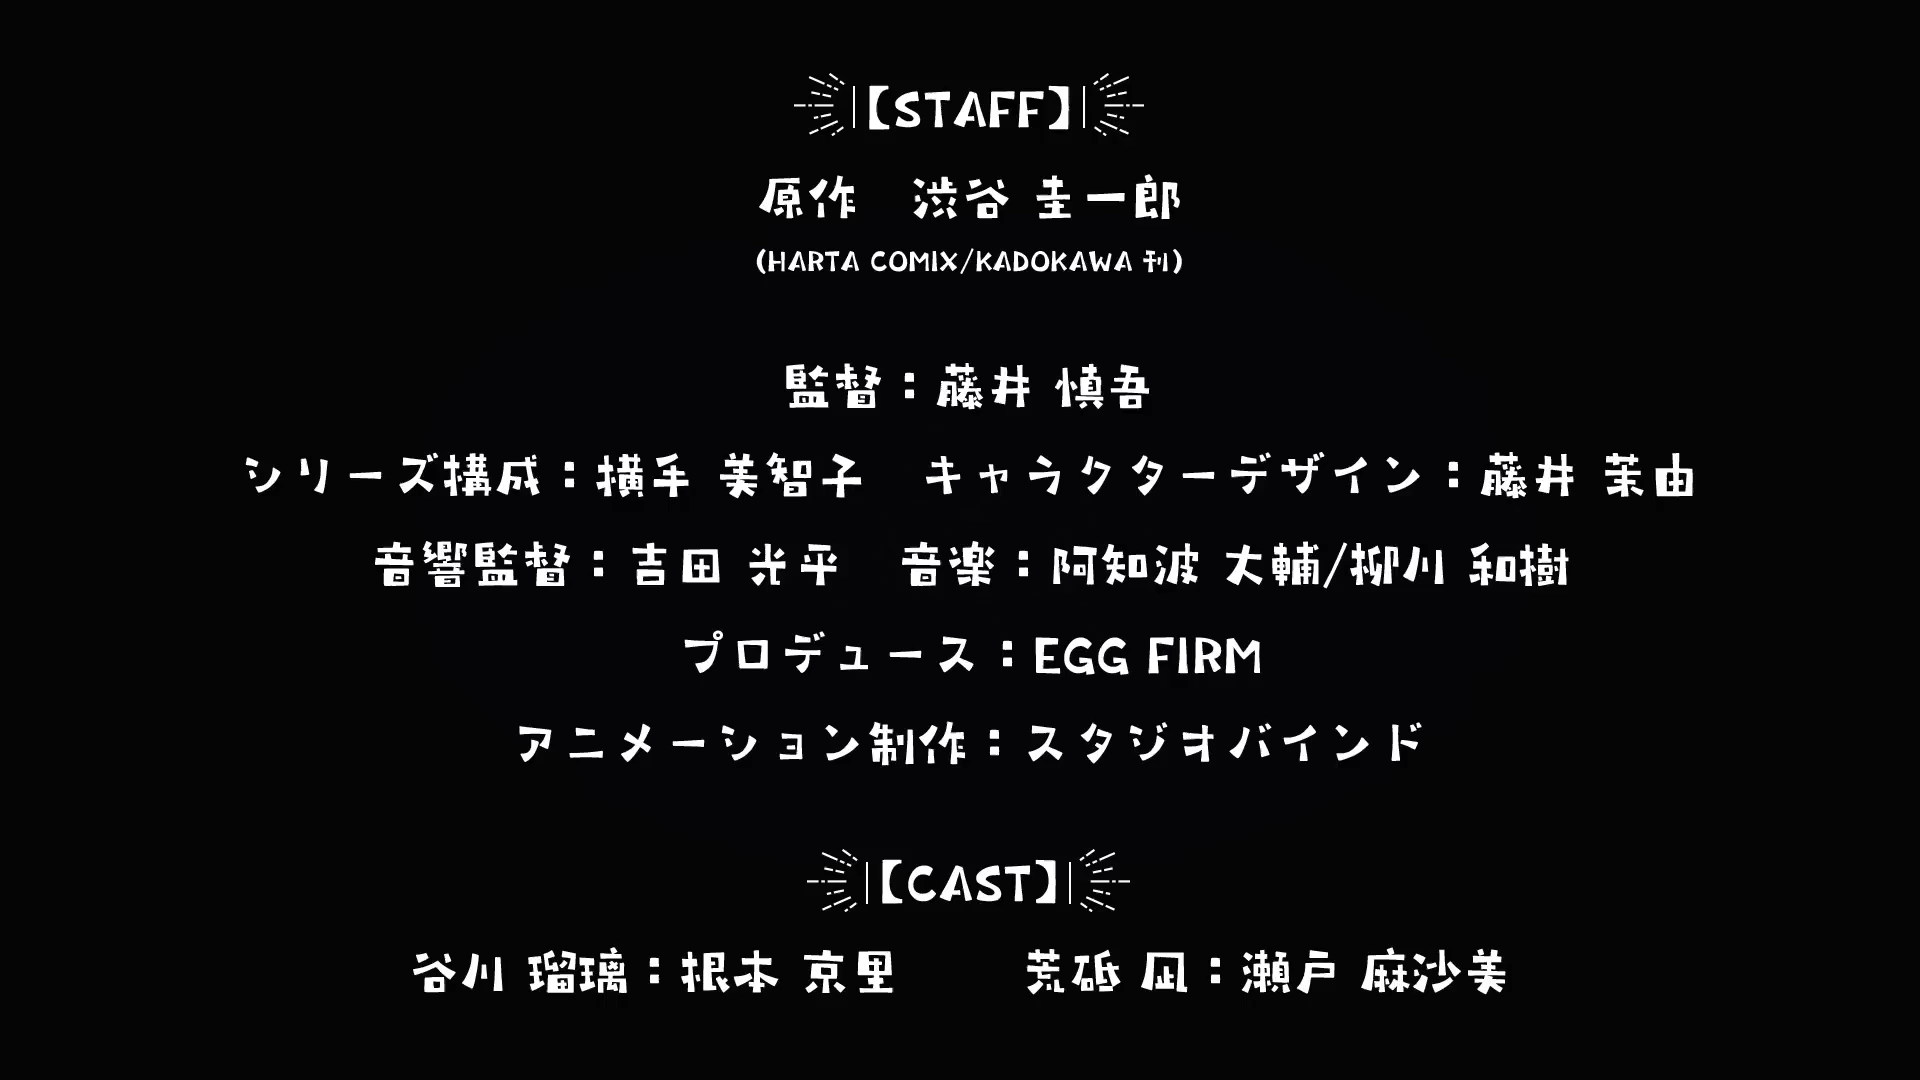 【STAFF】
原作　渋谷 圭一郎
(HARTA COMIX/KADOKAWA 刊)
監督：藤井 慎吾
シリーズ構成：横手 美智子　キャラクターデザイン：藤井 茉由
音響監督：吉田 光平　音楽：阿知波 大輔/柳川 和樹
プロデュース：EGG FIRM
アニメーション制作：スタジオバインド
【CAST】
谷川 瑠璃：根本 京里　　荒砥 凪：瀬戸 麻沙美